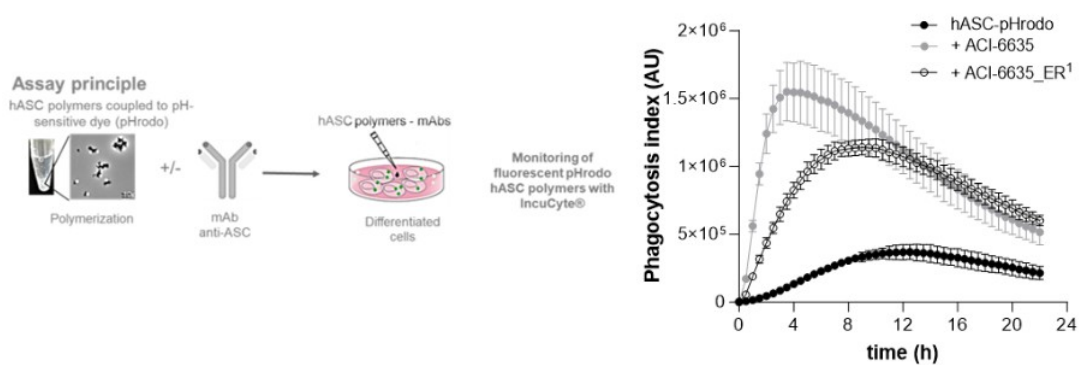 Assay principle
hASC polymers coupled to pH-
sensitive dye (pHrodo)
+/-
Polymerization
mAb
anti-ASC
hASC polymers - mAbs
Differentiated
cells
Monitoring of
fluorescent pHrodo
hASC polymers with
IncuCyte®
hASC-pHrodo
+ ACI-6635
+ ACI-6635_ER¹
Phagocytosis index (AU)
2×10⁶
1.5×10⁶
1×10⁶
5×10⁵
0
0 4 8 12 16 20 24
time (h)